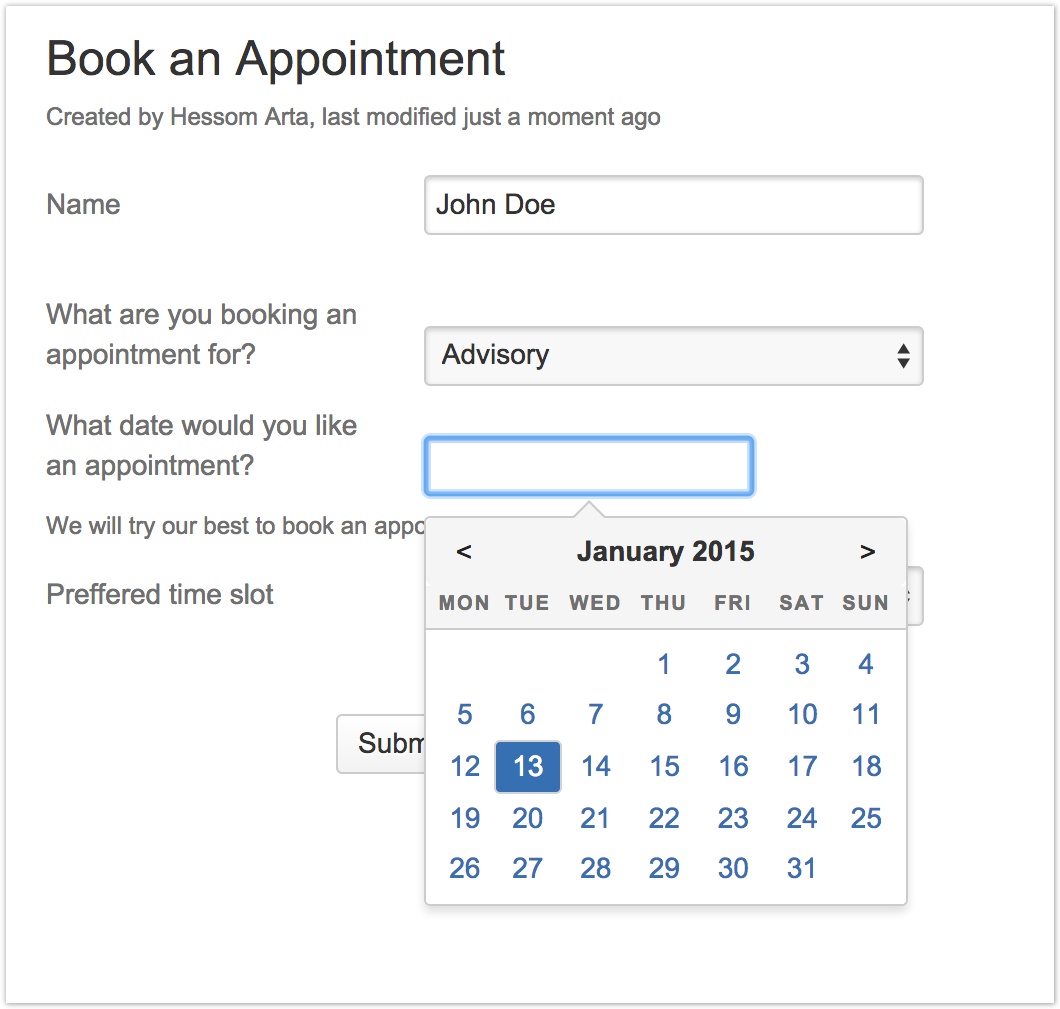 Book an Appointment
Created by Hessom Arta, last modified just a moment ago
Name
John Doe
What are you booking an
appointment for?
Advisory
What date would you like
an appointment?
We will try our best to book an
< January 2015 >
MON TUE WED THU FRI SAT SUN
1 2 3 4
5 6 7 8 9 10 11
12 13 14 15 16 17 18
19 20 21 22 23 24 25
26 27 28 29 30 31
Preffered time slot